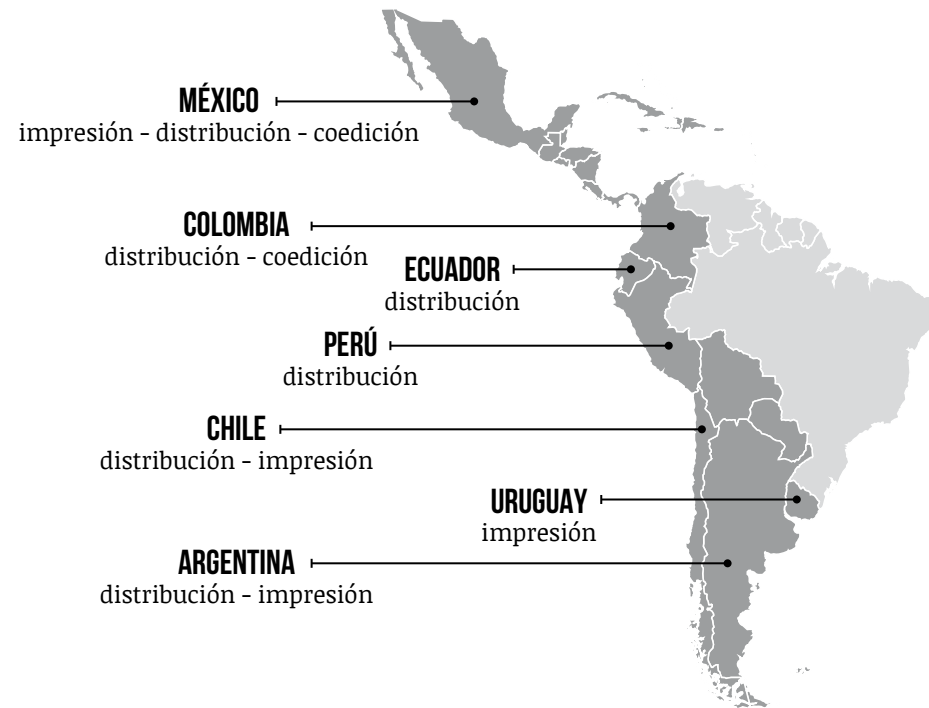 MÉXICO
impresión - distribución - coedición
COLOMBIA
distribución - coedición
ECUADOR
distribución
PERÚ
distribución
CHILE
distribución - impresión
URUGUAY
impresión
ARGENTINA
distribución - impresión